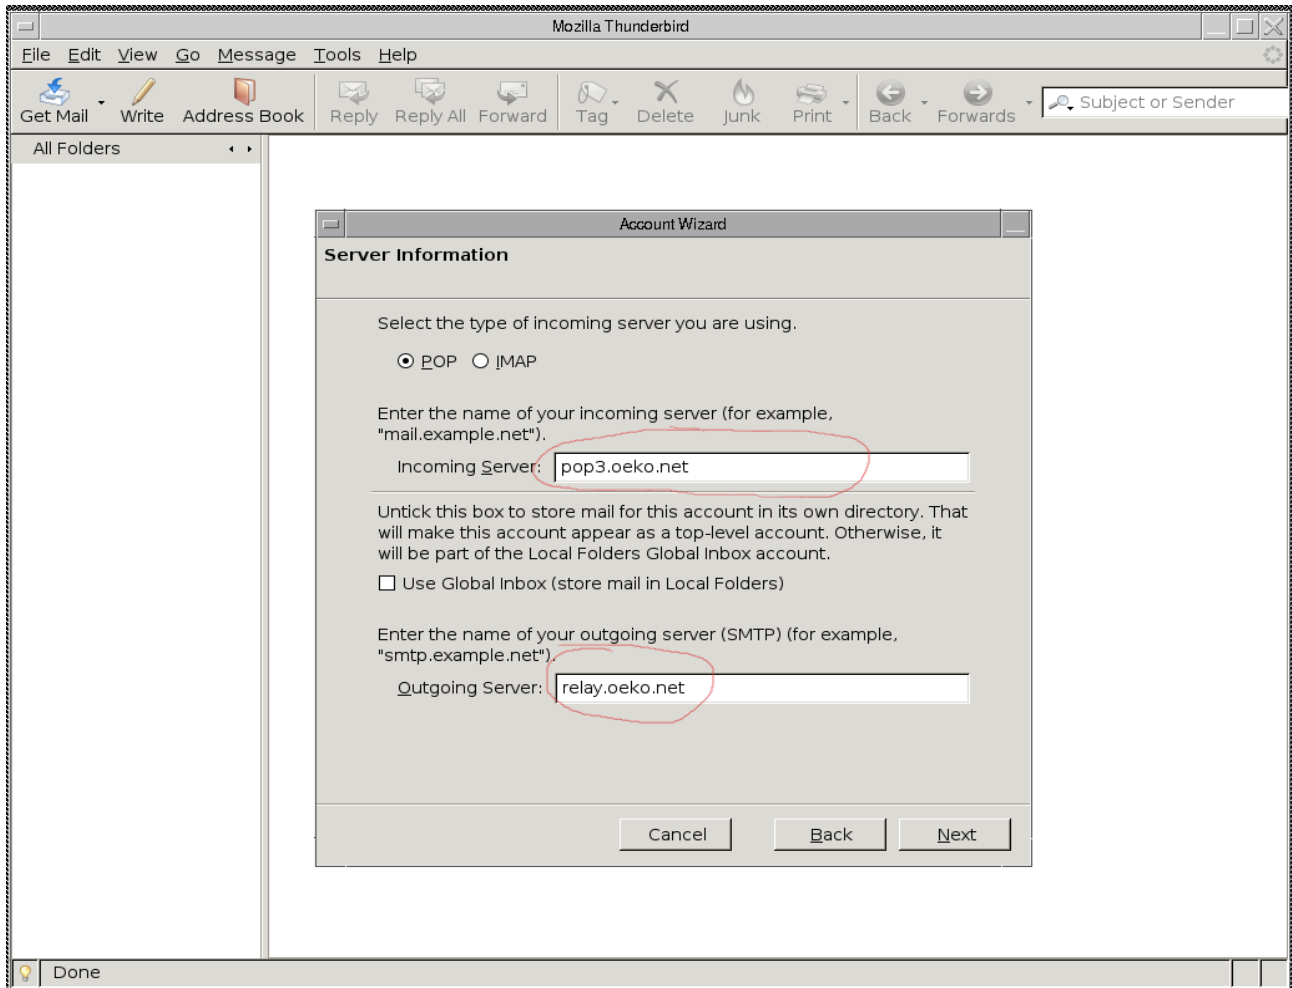 Mozilla Thunderbird
File Edit View Go Message Tools Help
Get Mail Write Address Book Reply Reply All Forward Tag Delete Junk Print Back Forwards Subject or Sender
All Folders
Account Wizard
Server Information
Select the type of incoming server you are using.
POP IMAP
Enter the name of your incoming server (for example,
"mail.example.net").
Incoming Server: pop3.oeko.net
Untick this box to store mail for this account in its own directory. That
will make this account appear as a top-level account. Otherwise, it
will be part of the Local Folders Global Inbox account.
Use Global Inbox (store mail in Local Folders)
Enter the name of your outgoing server (SMTP) (for example,
"smtp.example.net").
Outgoing Server: relay.oeko.net
Cancel Back Next
Done